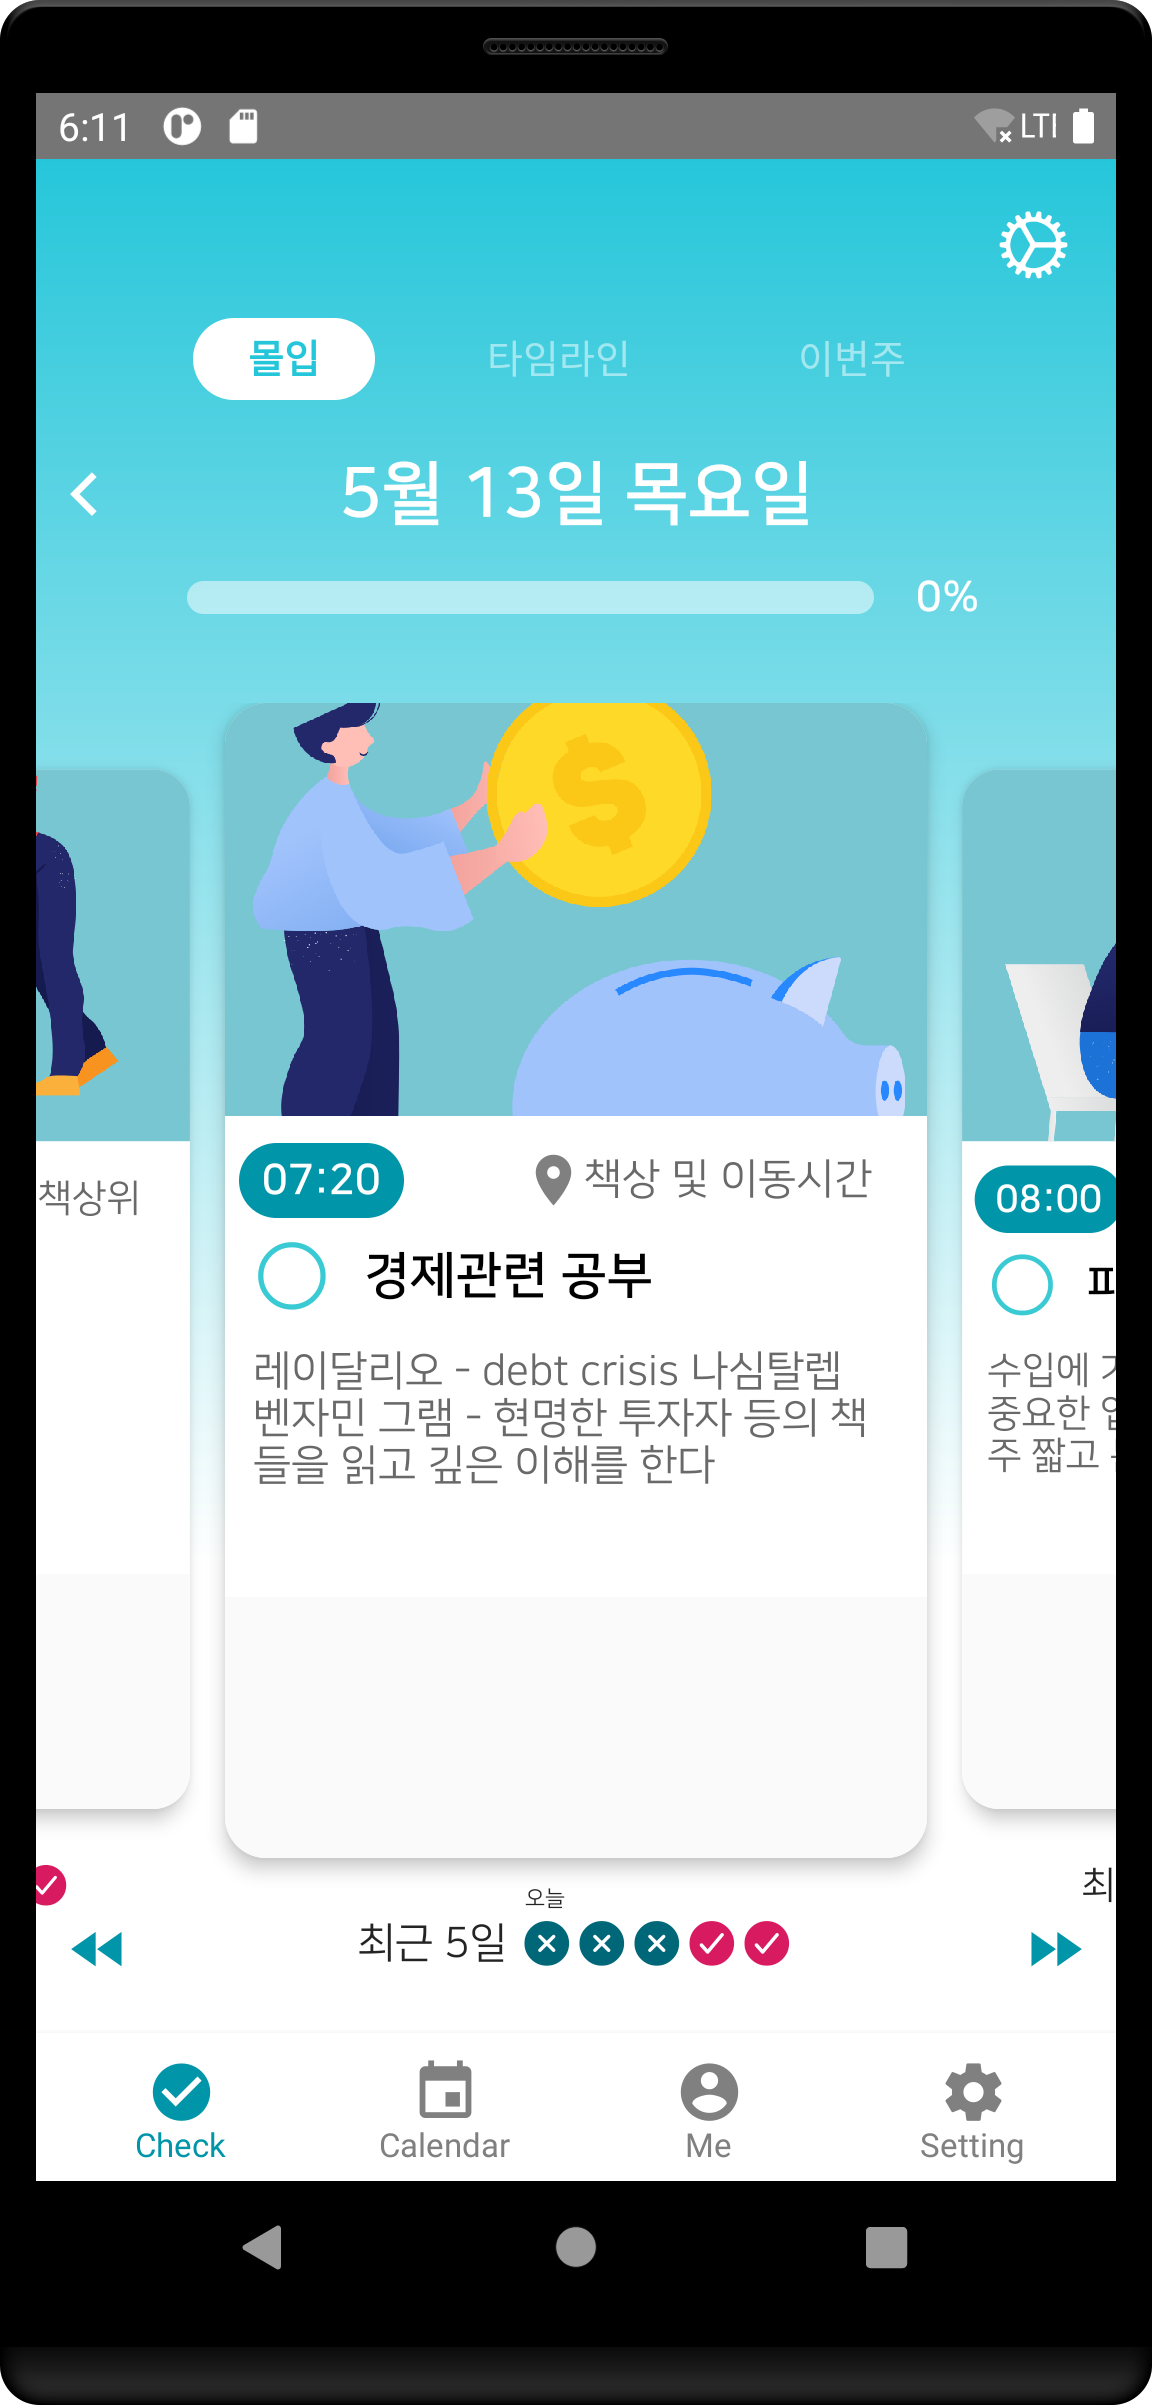 6:11
LTE
몰입 타임라인 이번주
5월 13일 목요일
0%
책상위
07:20 책상 및 이동시간
경제관련 공부
레이달리오 - debt crisis 나심탈렙
벤자민 그램 - 현명한 투자자 등의 책
들을 읽고 깊은 이해를 한다
08:00
수입에
중요한
주 짧고
오늘
최근 5일
최
Check Calendar Me Setting